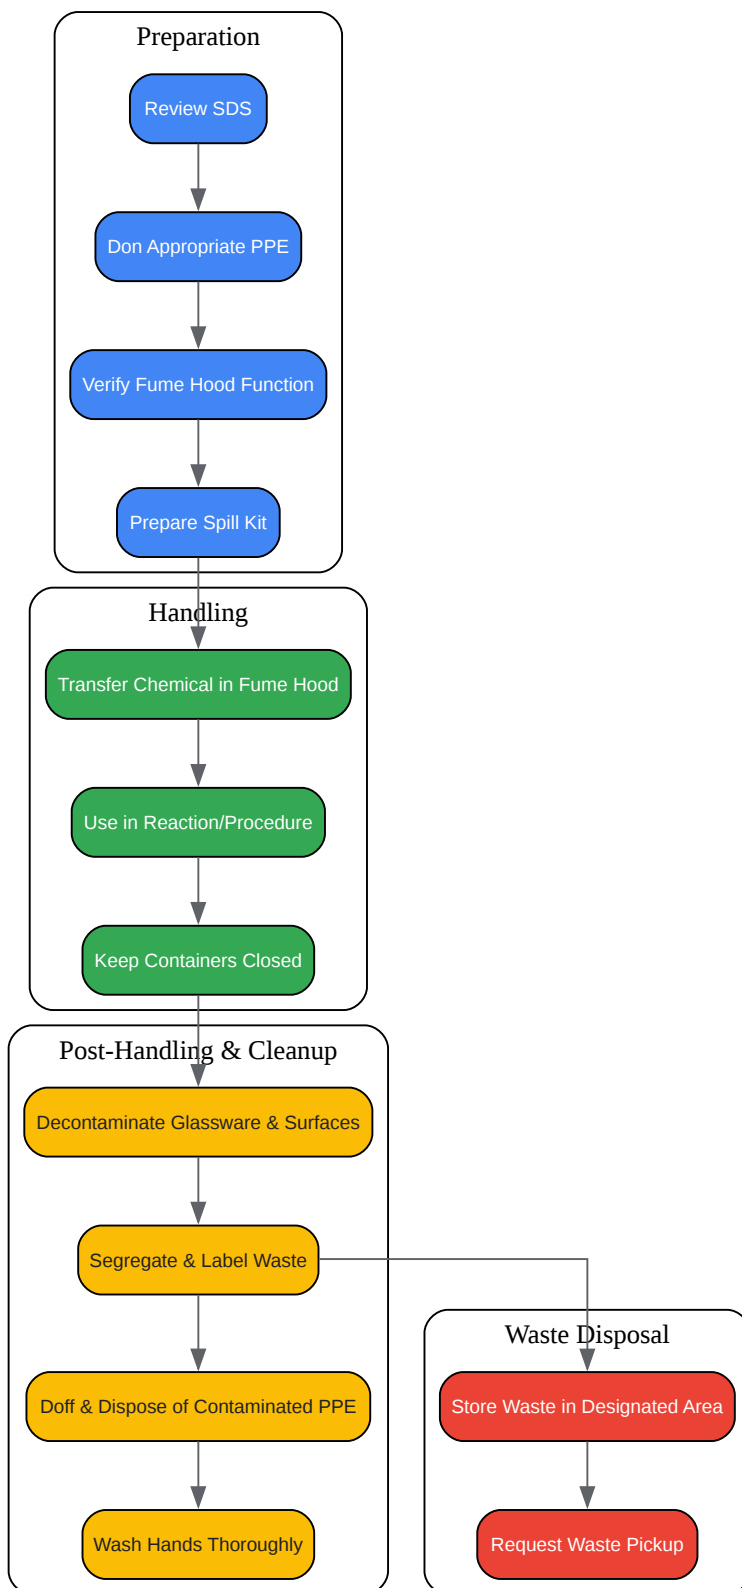 Preparation
Review SDS
Don Appropriate PPE
Verify Fume Hood Function
Prepare Spill Kit
Handling
Transfer Chemical in Fume Hood
Use in Reaction/Procedure
Keep Containers Closed
Post-Handling & Cleanup
Decontaminate Glassware & Surfaces
Segregate & Label Waste
Doff & Dispose of Contaminated PPE
Wash Hands Thoroughly
Waste Disposal
Store Waste in Designated Area
Request Waste Pickup